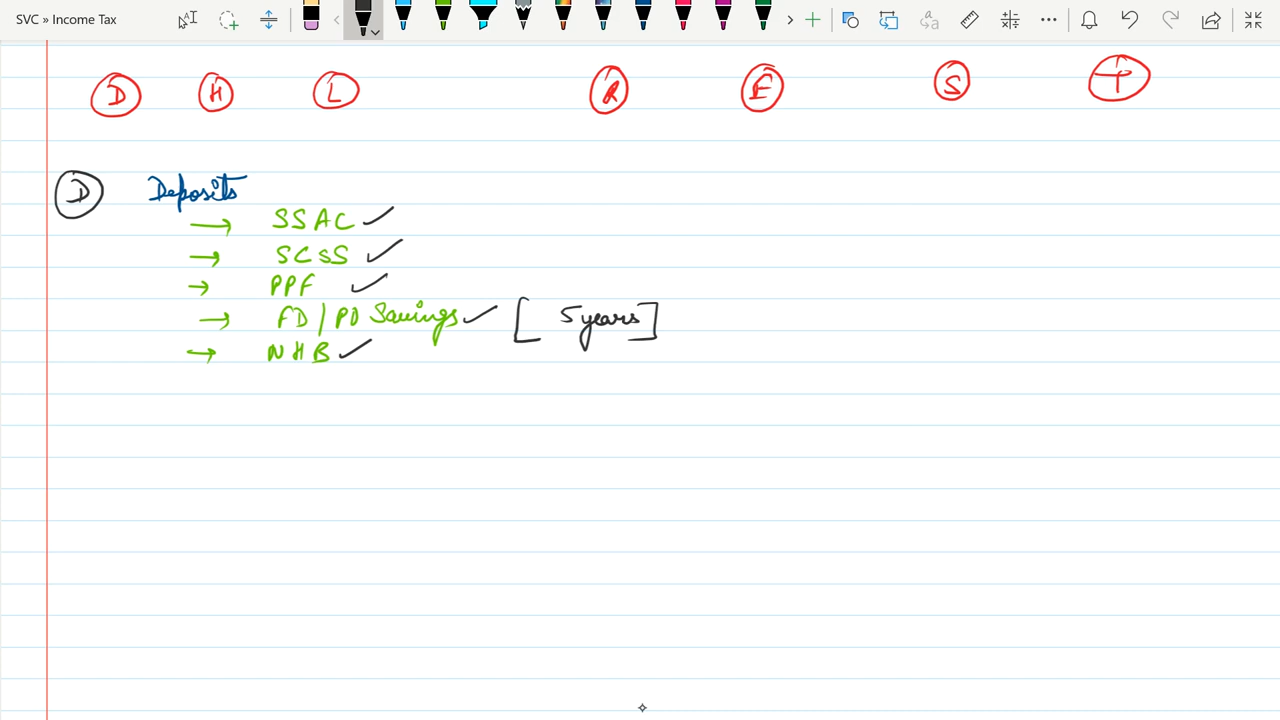 SVC » Income Tax
D H L R E S T
D Deposits
→ SSAC ✓
→ SCSS ✓
→ PPF ✓
→ FD / PO Savings ✓ [ 5 years ]
→ NHB ✓